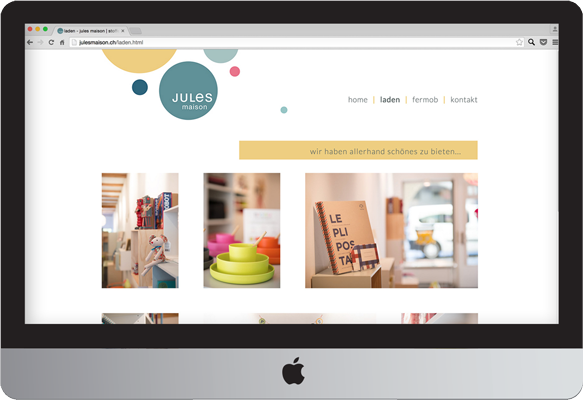 laden - jules maison | stoff
julesmaison.ch/laden.html
JULES
maison
home | laden | fermob | kontakt
wir haben allerhand schönes zu bieten...
LE
PLI
POS
TA